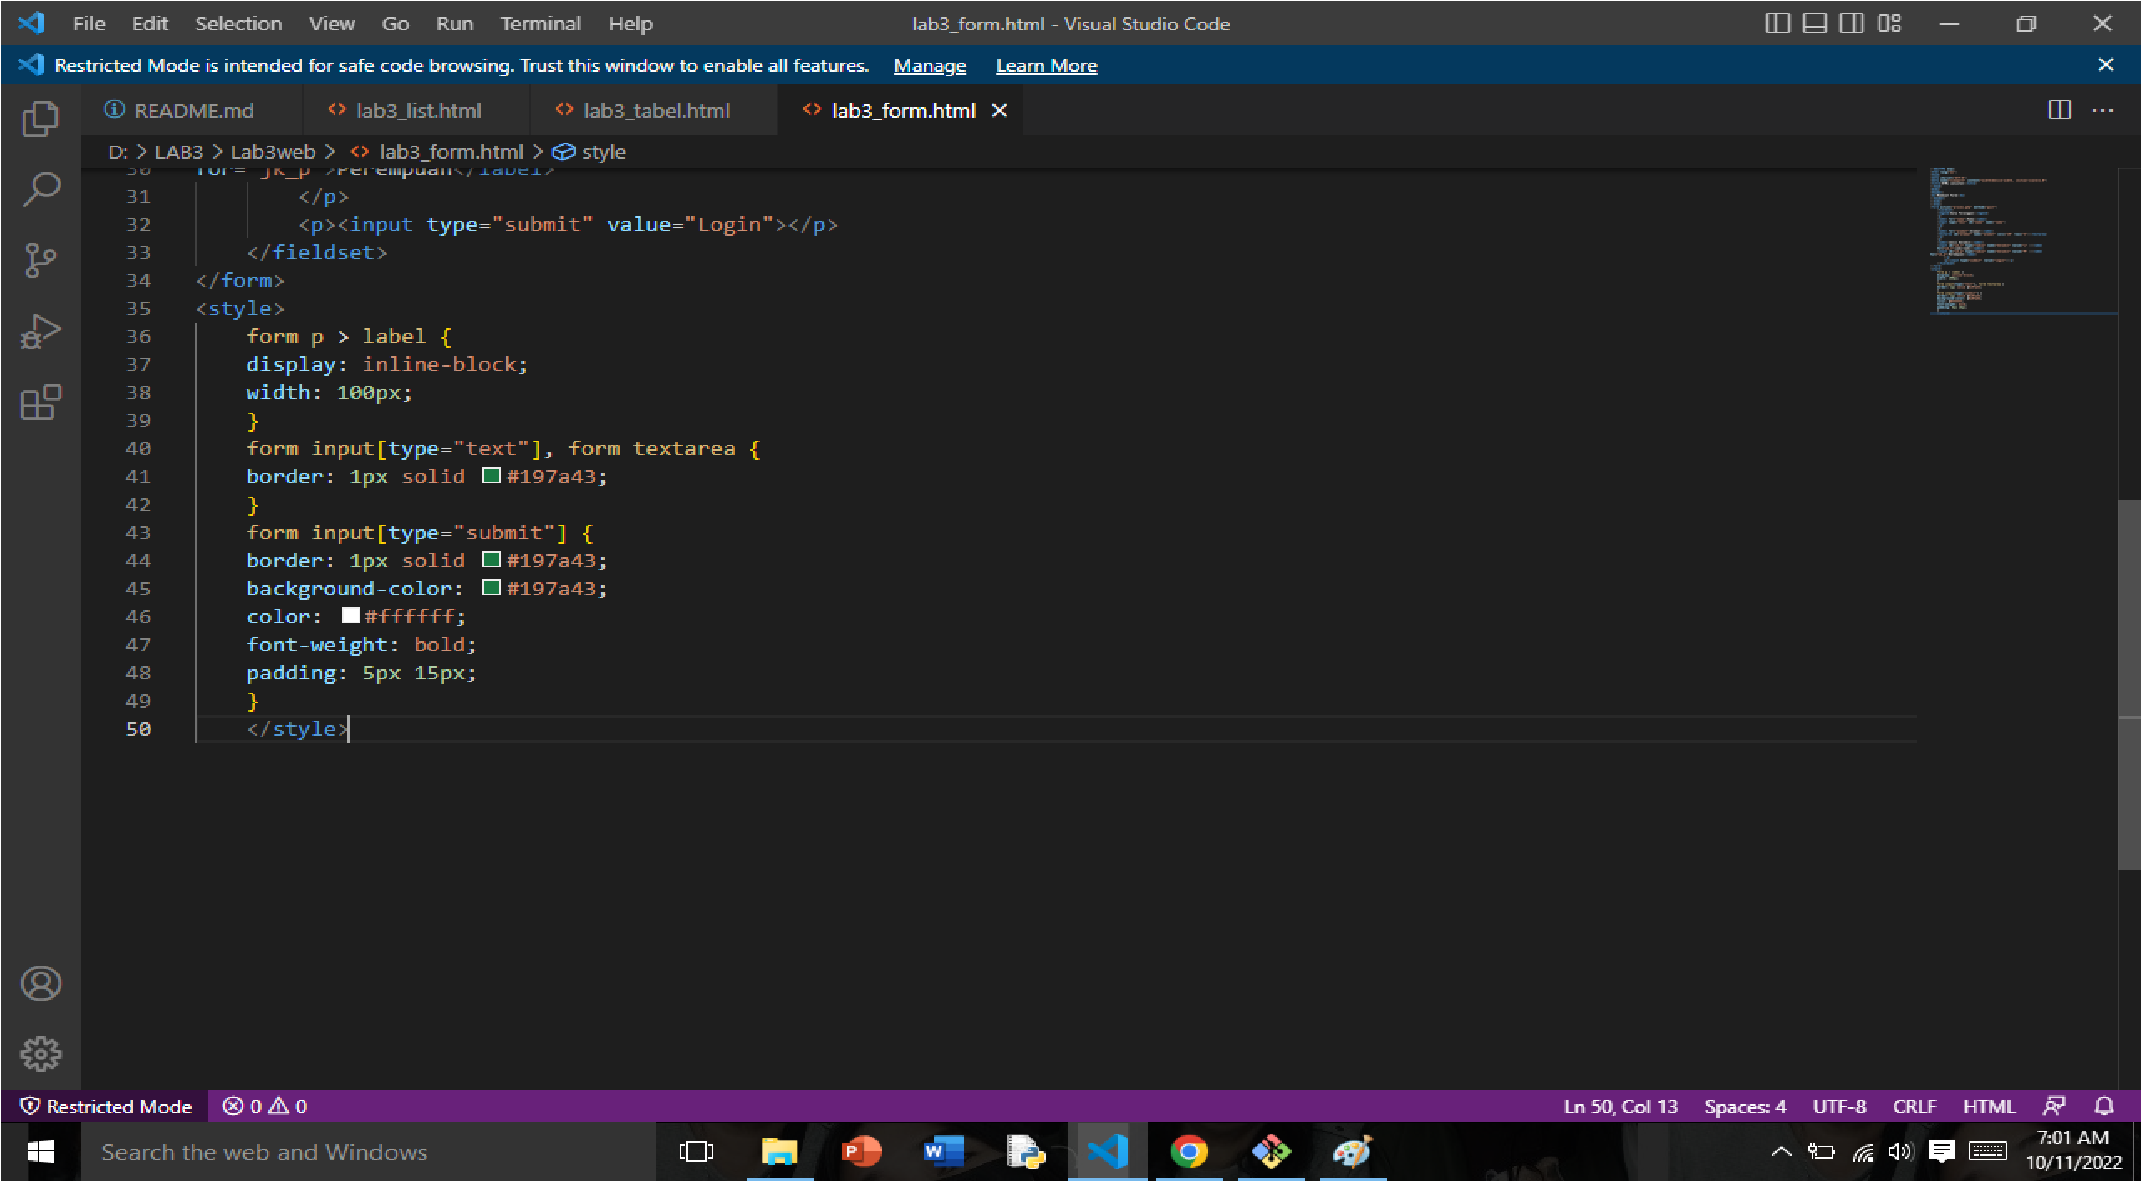 File Edit Selection View Go Run Terminal Help lab3_form.html - Visual Studio Code
Restricted Mode is intended for safe code browsing. Trust this window to enable all features. Manage Learn More
README.md lab3_list.html lab3_tabel.html lab3_form.html
D: > LAB3 > Lab3web > <> lab3_form.html > style
30 for="jk_p">Perempuan</label>
31 </p>
32 <p><input type="submit" value="Login"></p>
33 </fieldset>
34 </form>
35 <style>
36 form p > label {
37 display: inline-block;
38 width: 100px;
39 }
40 form input[type="text"], form textarea {
41 border: 1px solid #197a43;
42 }
43 form input[type="submit"] {
44 border: 1px solid #197a43;
45 background-color: #197a43;
46 color: #ffffff;
47 font-weight: bold;
48 padding: 5px 15px;
49 }
50 </style>
Restricted Mode 0 0 Ln 50, Col 13 Spaces: 4 UTF-8 CRLF HTML
Search the web and Windows
7:01 AM
10/11/2022